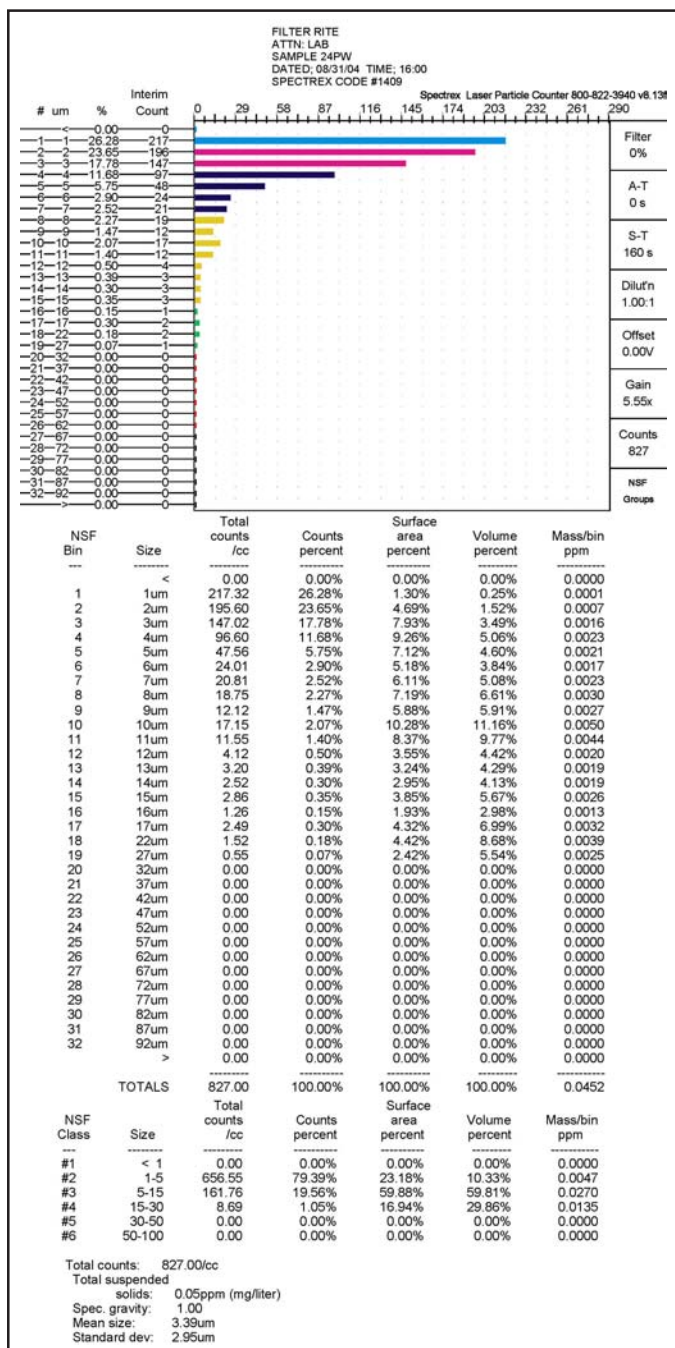 FILTER RITE
ATTN: LAB
SAMPLE 24PW
DATED; 08/31/04 TIME; 16:00
SPECTREX CODE #1409
Interim Spectrex Laser Particle Counter 800-822-3940 v8.13fl
# um % Count 0 29 58 87 116 145 174 203 232 261 290
< 0.00 0
1 1 26.28 217
2 2 23.65 196
3 3 17.78 147
4 4 11.68 97
5 5 5.75 48
6 6 2.90 24
7 7 2.52 21
8 8 2.27 19
9 9 1.47 12
10 10 2.07 17
11 11 1.40 12
12 12 0.50 4
13 13 0.39 3
14 14 0.30 3
15 15 0.35 3
16 16 0.15 1
17 17 0.30 2
18 22 0.18 2
19 27 0.07 1
20 32 0.00 0
21 37 0.00 0
22 42 0.00 0
23 47 0.00 0
24 52 0.00 0
25 57 0.00 0
26 62 0.00 0
27 67 0.00 0
28 72 0.00 0
29 77 0.00 0
30 82 0.00 0
31 87 0.00 0
32 92 0.00 0
> 0.00 0
Filter
0%
A-T
0 s
S-T
160 s
Dilut'n
1.00:1
Offset
0.00V
Gain
5.55x
Counts
827
NSF
Groups
Total Surface
NSF counts Counts area Volume Mass/bin
Bin Size /cc percent percent percent ppm
--- -------- --------- --------- --------- --------- ---------
< 0.00 0.00% 0.00% 0.00% 0.0000
1 1um 217.32 26.28% 1.30% 0.25% 0.0001
2 2um 195.60 23.65% 4.69% 1.52% 0.0007
3 3um 147.02 17.78% 7.93% 3.49% 0.0016
4 4um 96.60 11.68% 9.26% 5.06% 0.0023
5 5um 47.56 5.75% 7.12% 4.60% 0.0021
6 6um 24.01 2.90% 5.18% 3.84% 0.0017
7 7um 20.81 2.52% 6.11% 5.08% 0.0023
8 8um 18.75 2.27% 7.19% 6.61% 0.0030
9 9um 12.12 1.47% 5.88% 5.91% 0.0027
10 10um 17.15 2.07% 10.28% 11.16% 0.0050
11 11um 11.55 1.40% 8.37% 9.77% 0.0044
12 12um 4.12 0.50% 3.55% 4.42% 0.0020
13 13um 3.20 0.39% 3.24% 4.29% 0.0019
14 14um 2.52 0.30% 2.95% 4.13% 0.0019
15 15um 2.86 0.35% 3.85% 5.67% 0.0026
16 16um 1.26 0.15% 1.93% 2.98% 0.0013
17 17um 2.49 0.30% 4.32% 6.99% 0.0032
18 22um 1.52 0.18% 4.42% 8.68% 0.0039
19 27um 0.55 0.07% 2.42% 5.54% 0.0025
20 32um 0.00 0.00% 0.00% 0.00% 0.0000
21 37um 0.00 0.00% 0.00% 0.00% 0.0000
22 42um 0.00 0.00% 0.00% 0.00% 0.0000
23 47um 0.00 0.00% 0.00% 0.00% 0.0000
24 52um 0.00 0.00% 0.00% 0.00% 0.0000
25 57um 0.00 0.00% 0.00% 0.00% 0.0000
26 62um 0.00 0.00% 0.00% 0.00% 0.0000
27 67um 0.00 0.00% 0.00% 0.00% 0.0000
28 72um 0.00 0.00% 0.00% 0.00% 0.0000
29 77um 0.00 0.00% 0.00% 0.00% 0.0000
30 82um 0.00 0.00% 0.00% 0.00% 0.0000
31 87um 0.00 0.00% 0.00% 0.00% 0.0000
32 92um 0.00 0.00% 0.00% 0.00% 0.0000
> 0.00 0.00% 0.00% 0.00% 0.0000
--------- --------- --------- --------- ---------
TOTALS 827.00 100.00% 100.00% 100.00% 0.0452
Total Surface
NSF counts Counts area Volume Mass/bin
Class Size /cc percent percent percent ppm
--- -------- --------- --------- --------- --------- ---------
#1 < 1 0.00 0.00% 0.00% 0.00% 0.0000
#2 1-5 656.55 79.39% 23.18% 10.33% 0.0047
#3 5-15 161.76 19.56% 59.88% 59.81% 0.0270
#4 15-30 8.69 1.05% 16.94% 29.86% 0.0135
#5 30-50 0.00 0.00% 0.00% 0.00% 0.0000
#6 50-100 0.00 0.00% 0.00% 0.00% 0.0000
Total counts: 827.00/cc
Total suspended
solids: 0.05ppm (mg/liter)
Spec. gravity: 1.00
Mean size: 3.39um
Standard dev: 2.95um